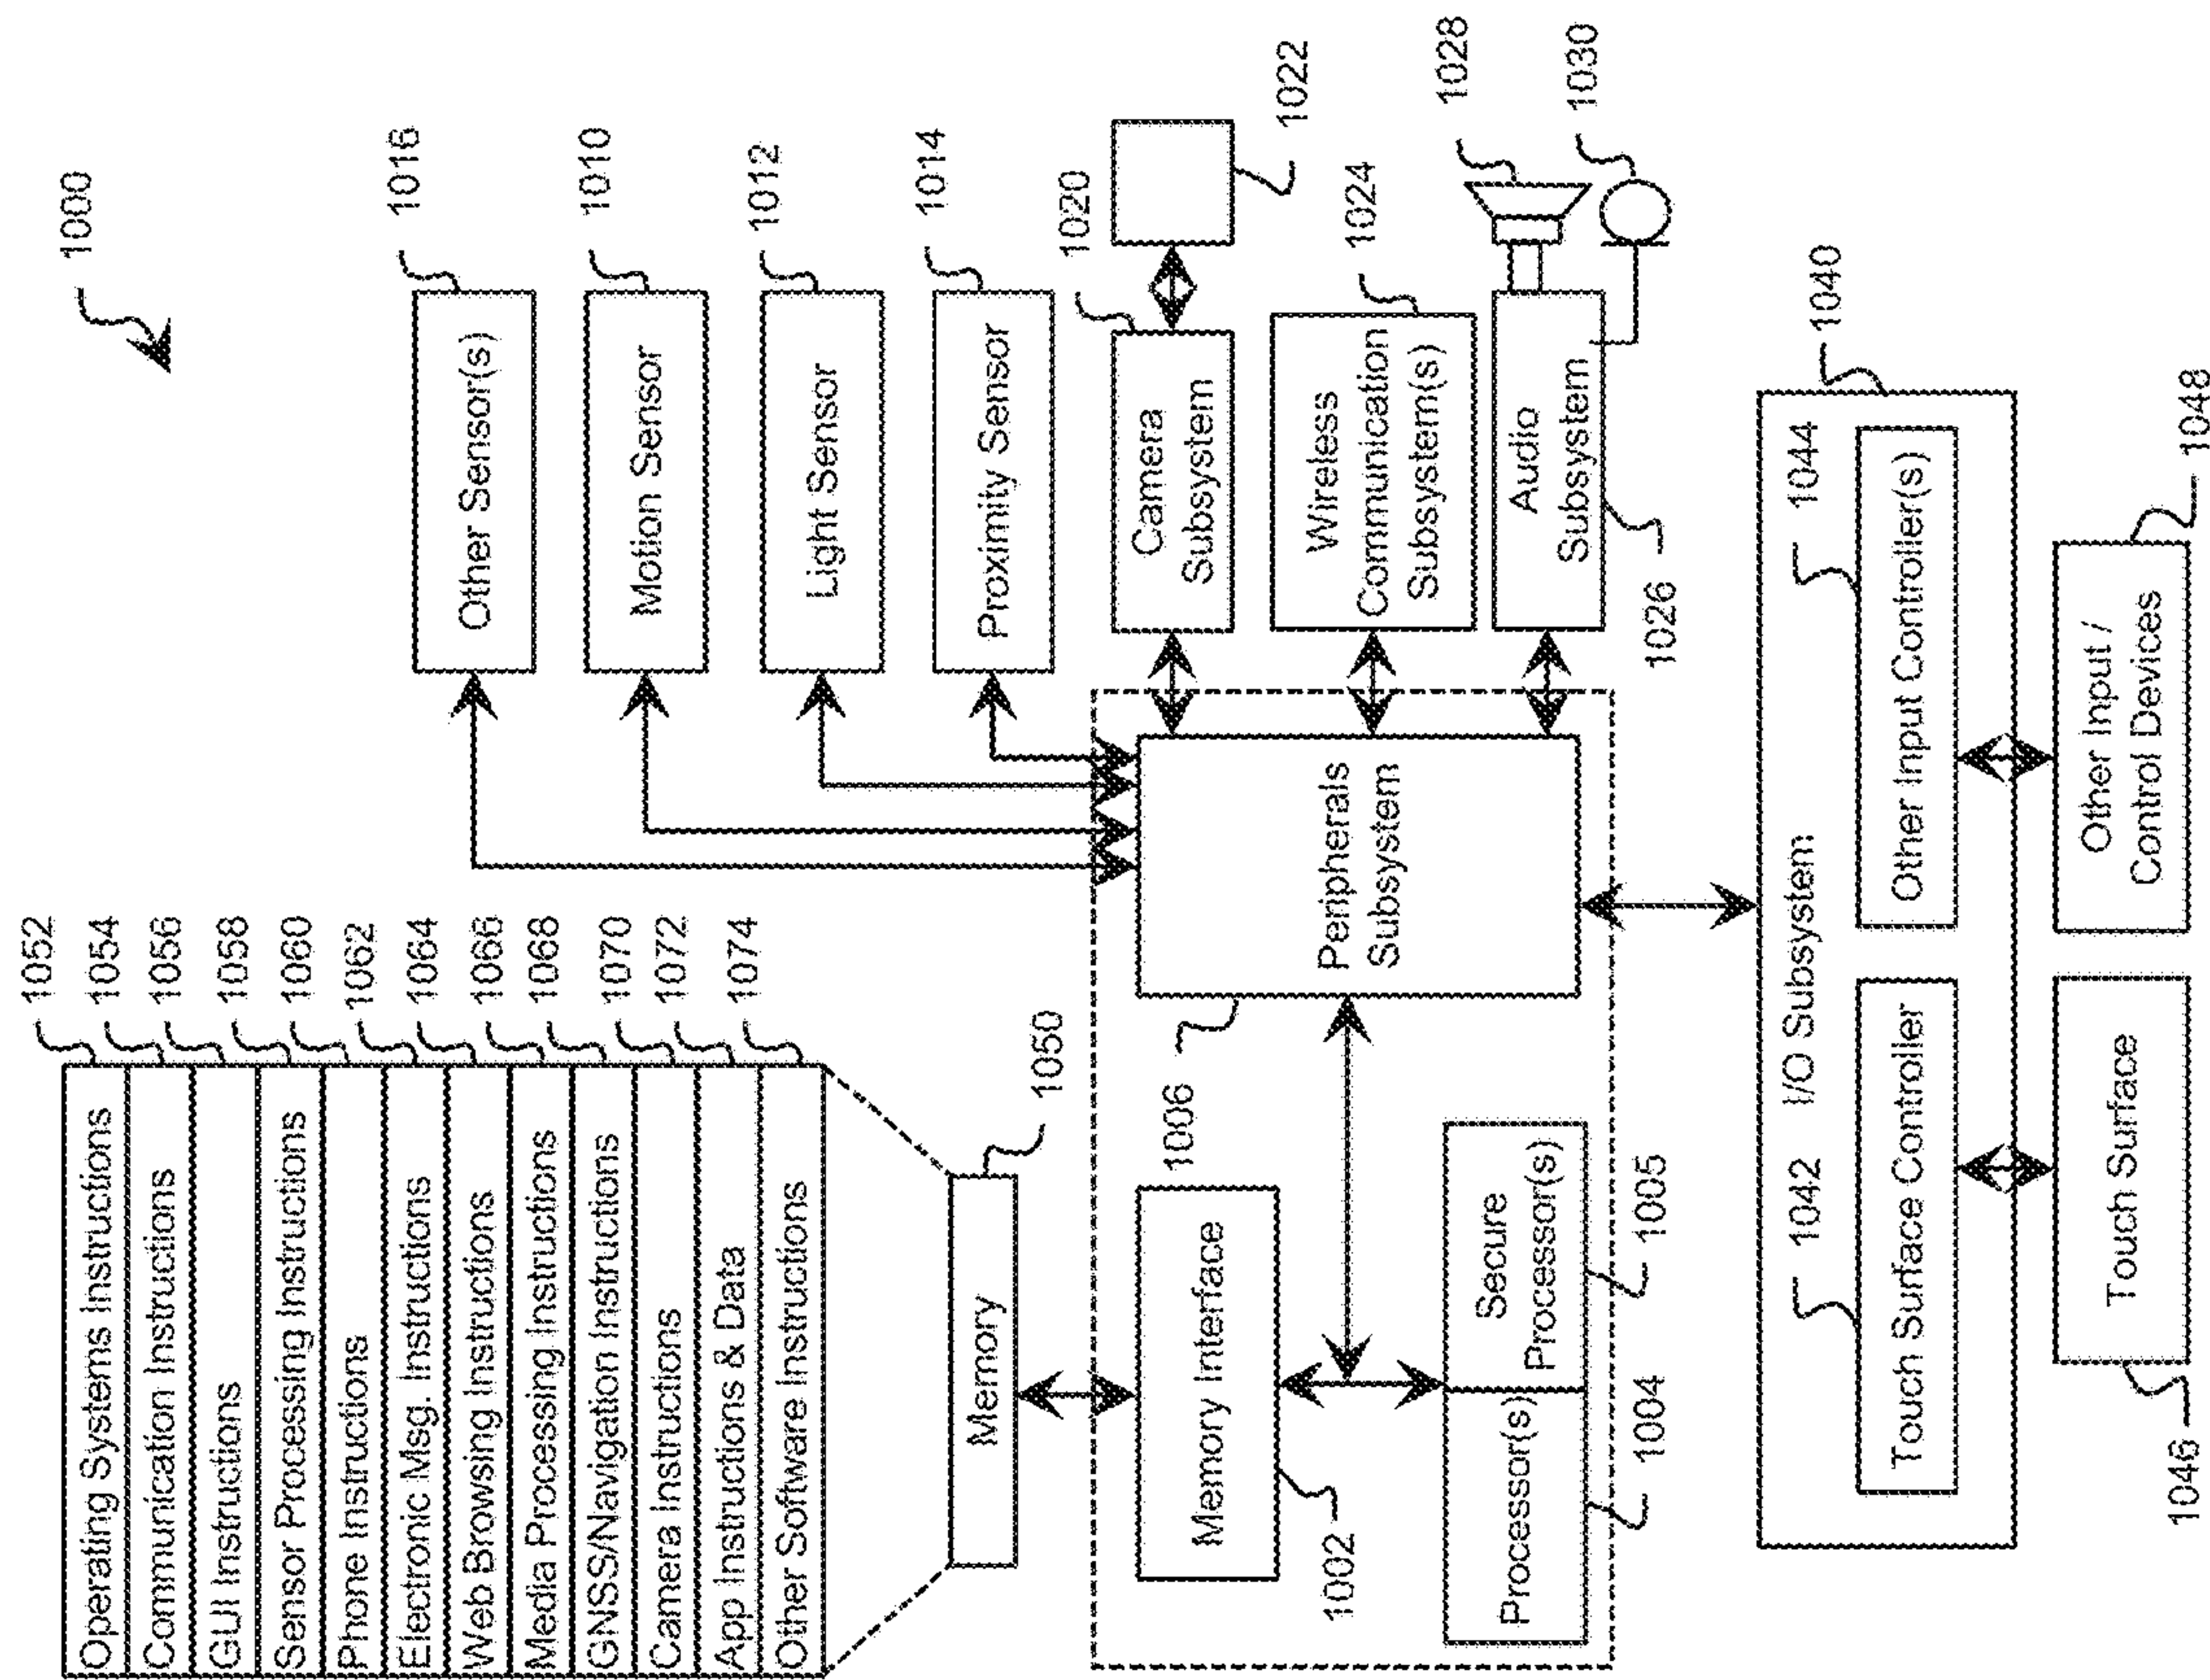 1000
Operating Systems Instructions
1052
Communication Instructions
1054
GUI Instructions
1056
Sensor Processing Instructions
1058
Phone Instructions
1060
Electronic Msg. Instructions
1062
Web Browsing Instructions
1064
Media Processing Instructions
1066
GNSS/Navigation Instructions
1068
Camera Instructions
1070
App Instructions & Data
1072
Other Software Instructions
1074
Memory
1050
Other Sensor(s)
1016
Motion Sensor
1010
Light Sensor
1012
Proximity Sensor
1014
Memory Interface
1002
1006
Peripherals
Subsystem
Camera
Subsystem
1020
1022
Wireless
Communication
Subsystem(s)
1024
Audio
Subsystem
1026
1028
1030
Processor(s)
1004
Secure
Processor(s)
1005
1040
1042
I/O Subsystem
1044
Touch Surface Controller
Other Input Controller(s)
Touch Surface
1046
Other Input /
Control Devices
1048